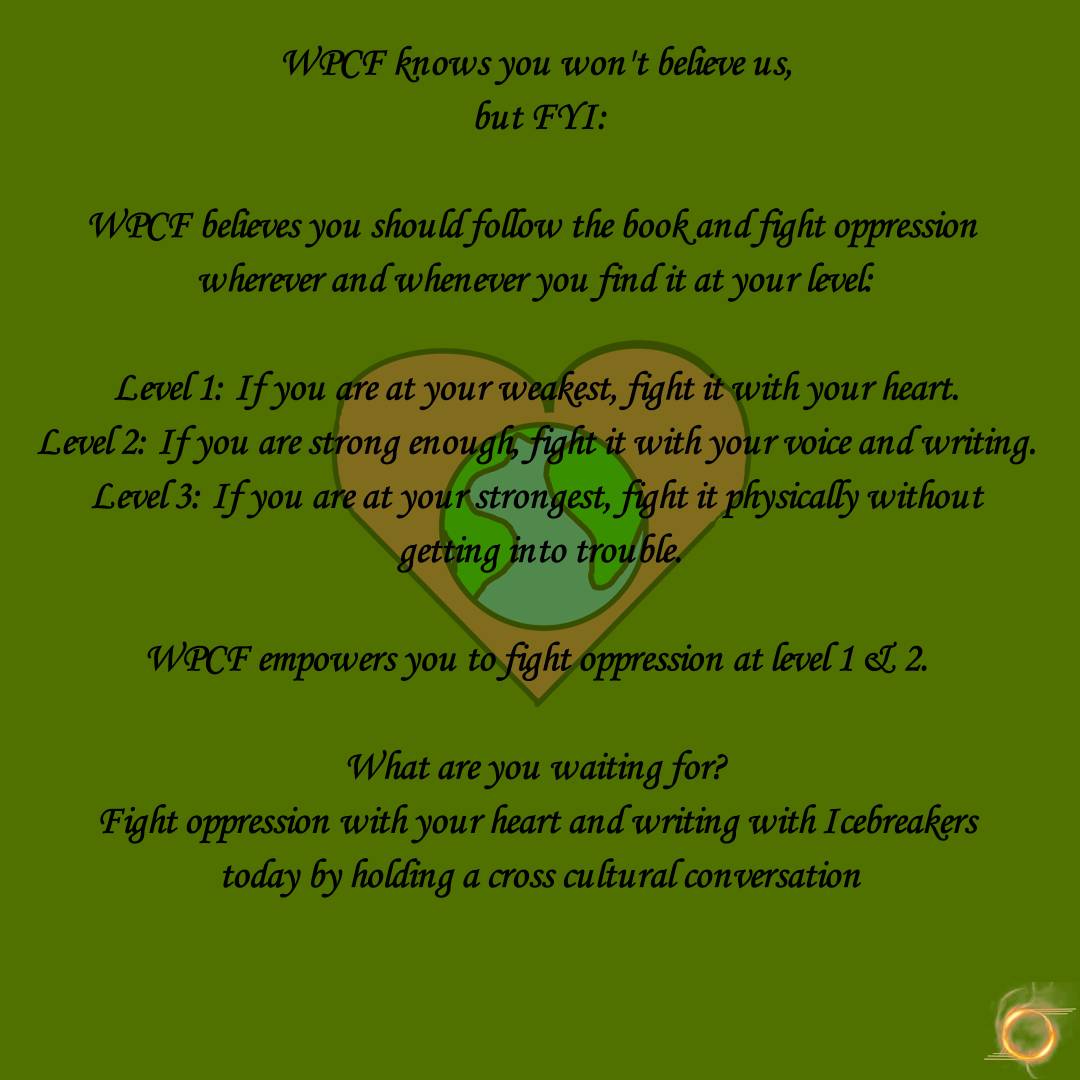 WPCF knows you won't believe us,
but FYI:
WPCF believes you should follow the book and fight oppression
wherever and whenever you find it at your level:
Level 1: If you are at your weakest, fight it with your heart.
Level 2: If you are strong enough, fight it with your voice and writing.
Level 3: If you are at your strongest, fight it physically without
getting into trouble.
WPCF empowers you to fight oppression at level 1 & 2.
What are you waiting for?
Fight oppression with your heart and writing with Icebreakers
today by holding a cross cultural conversation